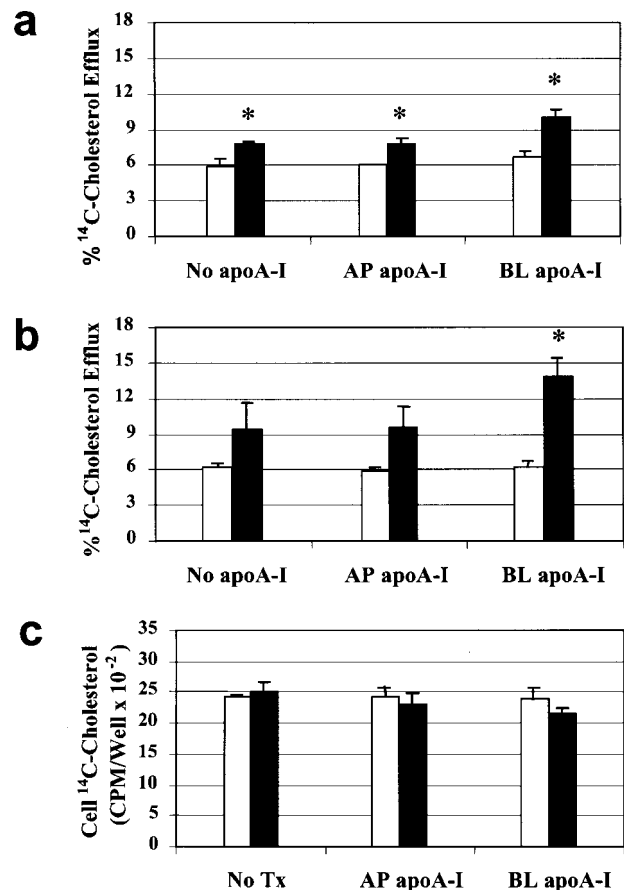 a
% ¹⁴C-Cholesterol Efflux
18
15
12
9
6
3
0
*
*
*
No apoA-I
AP apoA-I
BL apoA-I
b
%¹⁴C-Cholesterol Efflux
18
15
12
9
6
3
0
*
No apoA-I
AP apoA-I
BL apoA-I
c
Cell ¹⁴C-Cholesterol
(CPM/Well x 10⁻²)
35
30
25
20
15
10
5
0
No Tx
AP apoA-I
BL apoA-I